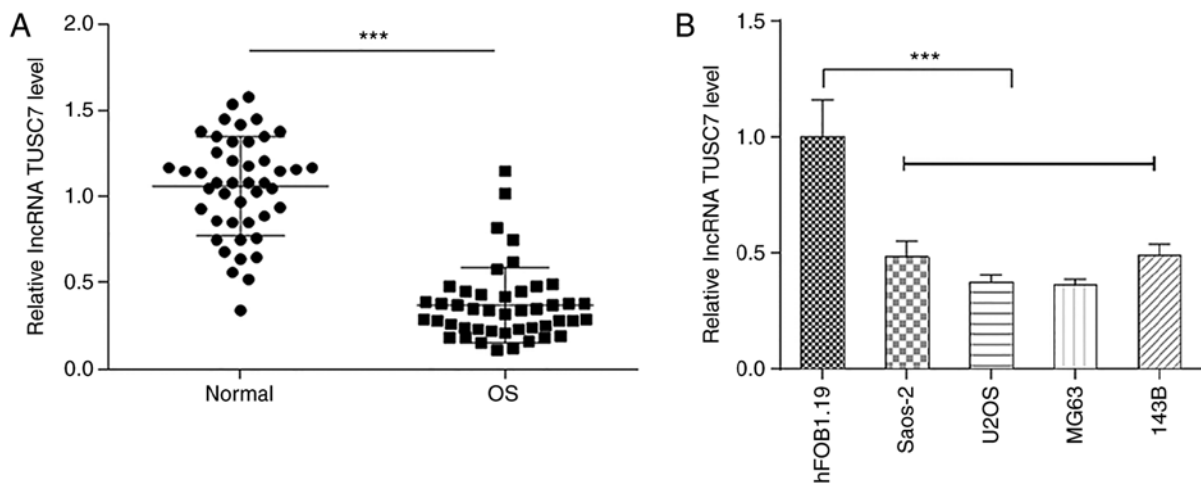 A
Relative lncRNA TUSC7 level
2.0
1.5
1.0
0.5
0.0
***
Normal
OS
B
Relative lncRNA TUSC7 level
1.5
1.0
0.5
0.0
***
hFOB1.19
Saos-2
U2OS
MG63
143B